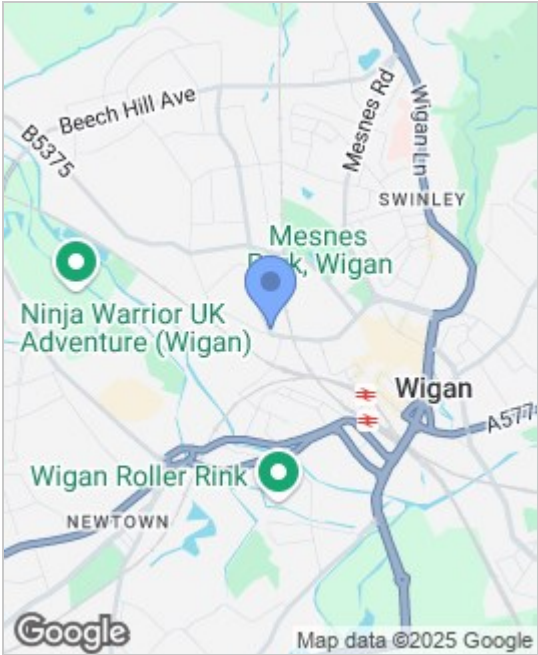 Beech Hill Ave
B5375
Mesnes Rd
Wigan Ln
SWINLEY
Mesnes
Park, Wigan
Ninja Warrior UK
Adventure (Wigan)
Wigan
A577
Wigan Roller Rink
NEWTOWN
Google
Map data ©2025 Google